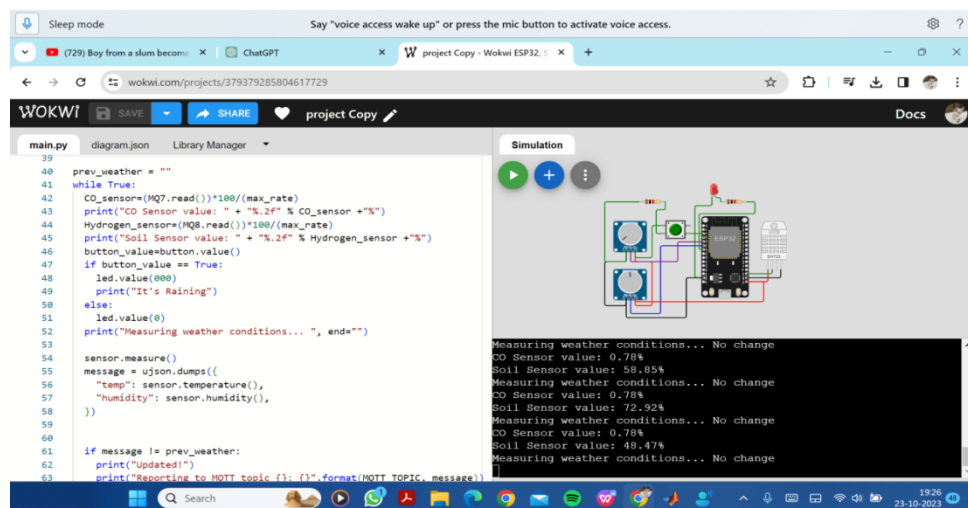 Sleep mode
Say "voice access wake up" or press the mic button to activate voice access.
(729) Boy from a slum become
ChatGPT
project Copy - Wokwi ESP32, S
wokwi.com/projects/379379285804617729
WOKWI
SAVE
SHARE
project Copy
Docs
main.py
diagram.json
Library Manager
Simulation
39
40 prev_weather = ""
41 while True:
42 CO_sensor=(MQ7.read())*100/(max_rate)
43 print("CO Sensor value: " + "%.2f" % CO_sensor +"%")
44 Hydrogen_sensor=(MQ8.read())*100/(max_rate)
45 print("Soil Sensor value: " + "%.2f" % Hydrogen_sensor +"%")
46 button_value=button.value()
47 if button_value == True:
48 led.value(000)
49 print("It's Raining")
50 else:
51 led.value(0)
52 print("Measuring weather conditions... ", end="")
53
54 sensor.measure()
55 message = ujson.dumps({
56 "temp": sensor.temperature(),
57 "humidity": sensor.humidity(),
58 })
59
60
61 if message != prev_weather:
62 print("Updated!")
63 print("Reporting to MQTT topic {}: {}".format(MQTT_TOPIC, message))
ESP32
DHT22
Measuring weather conditions... No change
CO Sensor value: 0.78%
Soil Sensor value: 58.85%
Measuring weather conditions... No change
CO Sensor value: 0.78%
Soil Sensor value: 72.92%
Measuring weather conditions... No change
CO Sensor value: 0.78%
Soil Sensor value: 48.47%
Measuring weather conditions... No change
Search
19:26
23-10-2023
48